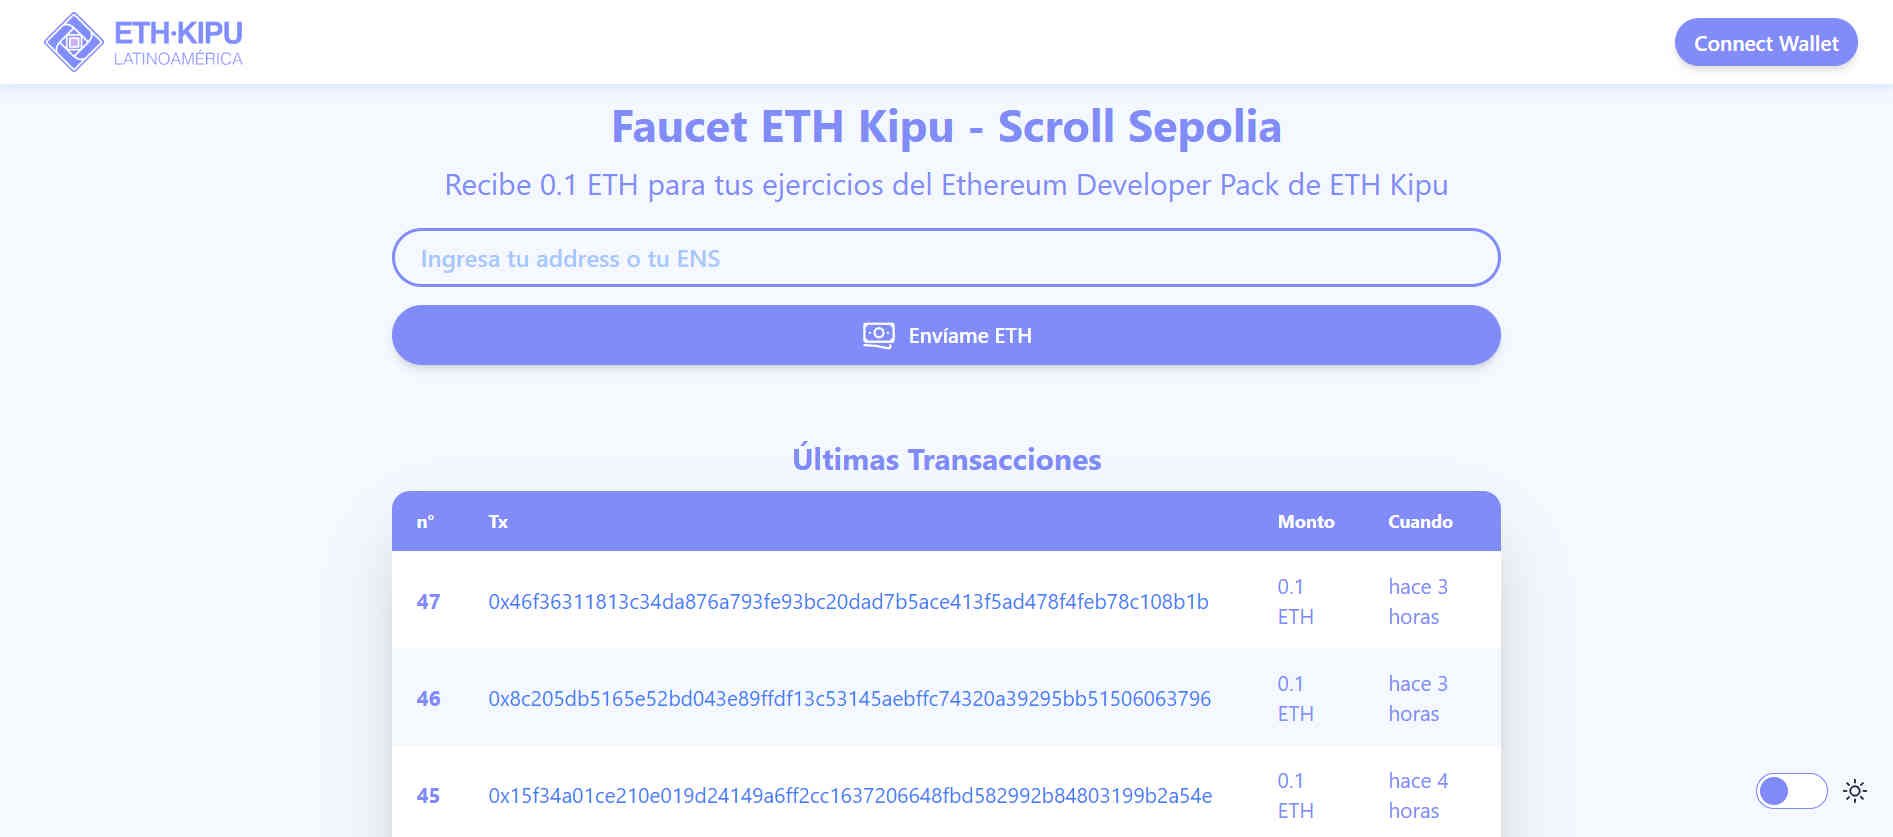 ETH·KIPU
LATINOAMÉRICA
Connect Wallet
Faucet ETH Kipu - Scroll Sepolia
Recibe 0.1 ETH para tus ejercicios del Ethereum Developer Pack de ETH Kipu
Ingresa tu address o tu ENS
Envíame ETH
Últimas Transacciones
n° Tx Monto Cuando
47 0x46f36311813c34da876a793fe93bc20dad7b5ace413f5ad478f4feb78c108b1b 0.1 ETH hace 3 horas
46 0x8c205db5165e52bd043e89ffdf13c53145aebffc74320a39295bb51506063796 0.1 ETH hace 3 horas
45 0x15f34a01ce210e019d24149a6ff2cc1637206648fbd582992b84803199b2a54e 0.1 ETH hace 4 horas